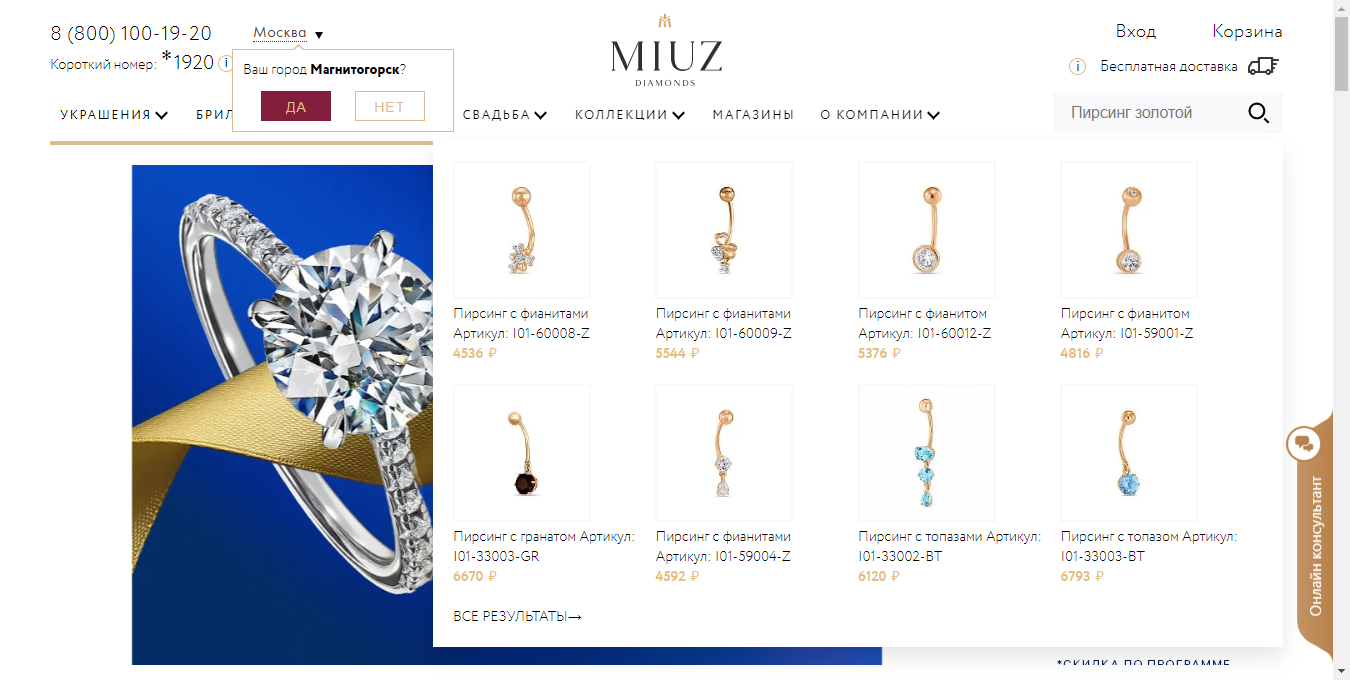 8 (800) 100-19-20
Москва ▼
Короткий номер: *1920 i
Ваш город Магнитогорск?
ДА
НЕТ
MIUZ
DIAMONDS
Вход
Корзина
i Бесплатная доставка
УКРАШЕНИЯ
СВАДЬБА
КОЛЛЕКЦИИ
МАГАЗИНЫ
О КОМПАНИИ
Пирсинг золотой
Пирсинг с фианитами
Артикул: I01-60008-Z
4536 ₽
Пирсинг с фианитами
Артикул: I01-60009-Z
5544 ₽
Пирсинг с фианитом
Артикул: I01-60012-Z
5376 ₽
Пирсинг с фианитом
Артикул: I01-59001-Z
4816 ₽
Пирсинг с гранатом Артикул:
I01-33003-GR
6670 ₽
Пирсинг с фианитами
Артикул: I01-59004-Z
4592 ₽
Пирсинг с топазами Артикул:
I01-33002-BT
6120 ₽
Пирсинг с топазом Артикул:
I01-33003-BT
6793 ₽
ВСЕ РЕЗУЛЬТАТЫ→
Онлайн консультант
*СКИДКА ПО ПРОГРАММЕ